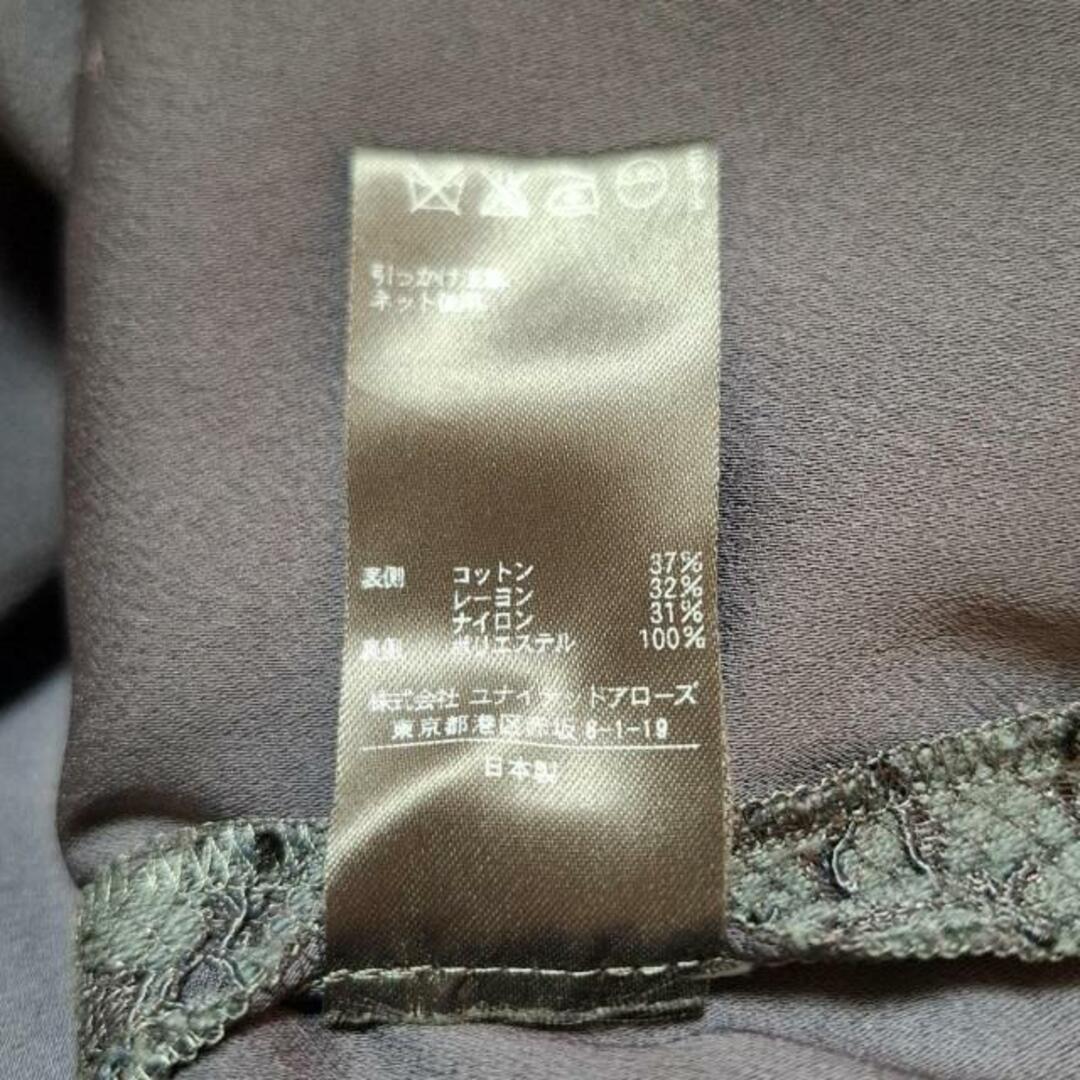 引っかけ注意
ネット使用
表側 コットン 37%
レーヨン 32%
ナイロン 31%
裏側 ポリエステル 100%
株式会社 ユナイテッドアローズ
東京都港区赤坂 8-1-19
日本製